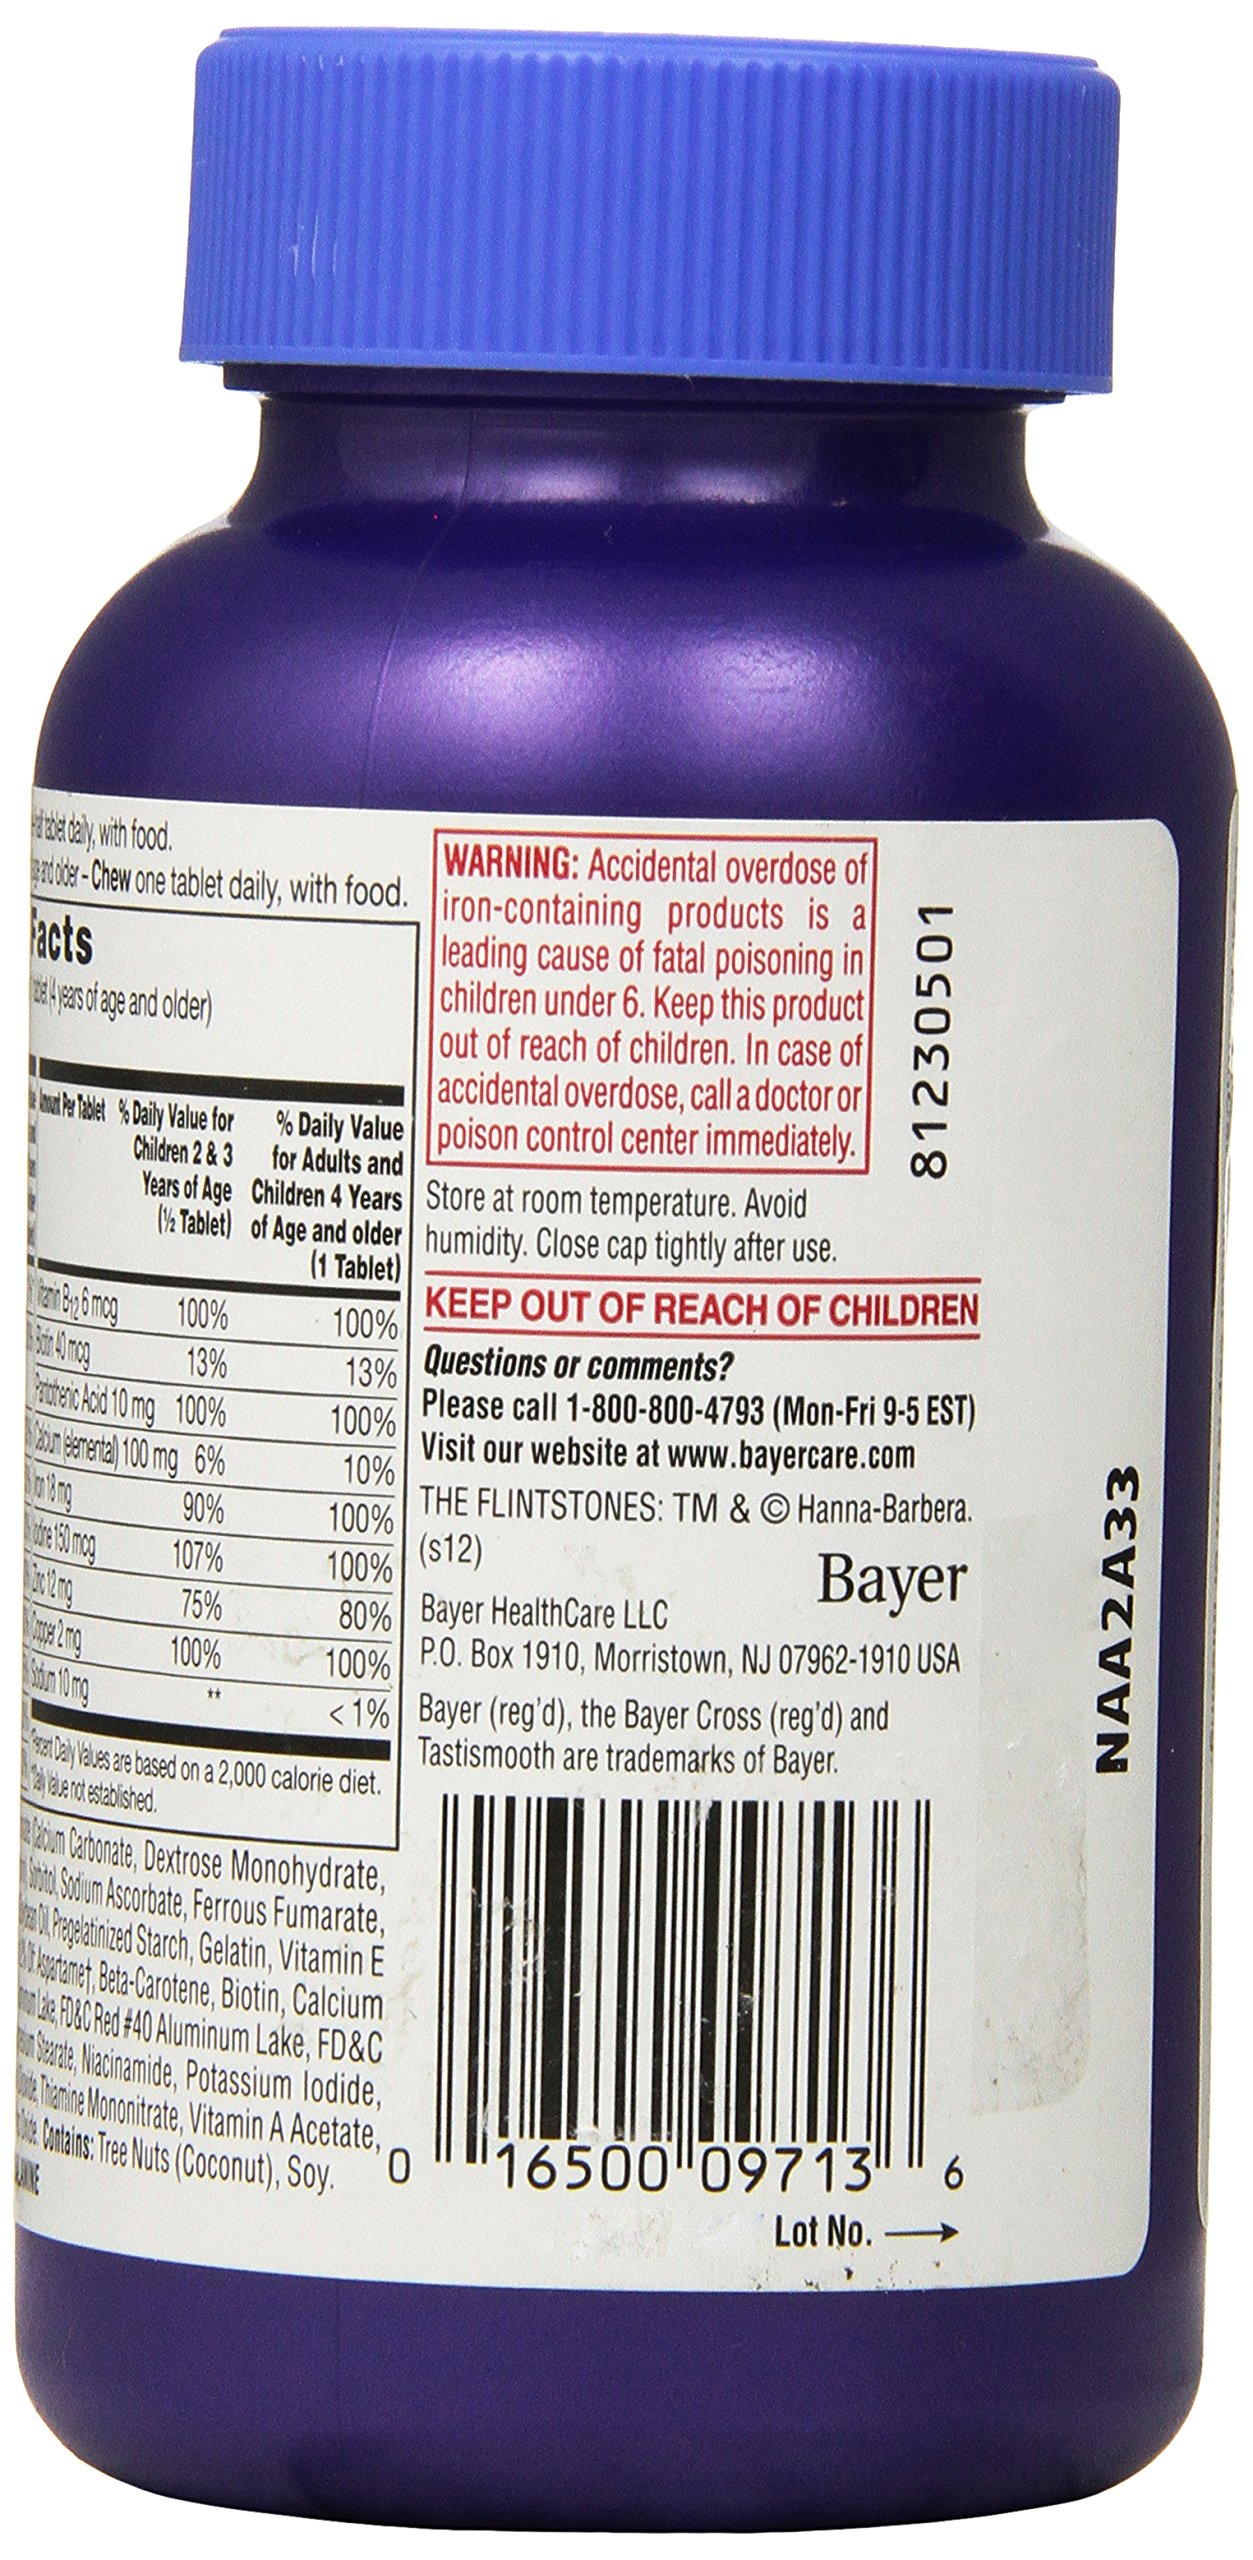 tablet daily, with food.
and older – Chew one tablet daily, with food.
Facts
tablet (4 years of age and older)
Amount Per Tablet % Daily Value for Children 2 & 3 Years of Age (½ Tablet) % Daily Value for Adults and Children 4 Years of Age and older (1 Tablet)
Vitamin B12 6 mcg 100% 100%
Biotin 40 mcg 13% 13%
Pantothenic Acid 10 mg 100% 100%
Calcium (elemental) 100 mg 6% 10%
Iron 18 mg 90% 100%
Iodine 150 mcg 107% 100%
Zinc 12 mg 75% 80%
Copper 2 mg 100% 100%
Sodium 10 mg ** < 1%
*Percent Daily Values are based on a 2,000 calorie diet.
**Daily Value not established.
Calcium Carbonate, Dextrose Monohydrate,
Sorbitol, Sodium Ascorbate, Ferrous Fumarate,
Oil, Pregelatinized Starch, Gelatin, Vitamin E
Of: Aspartame†, Beta-Carotene, Biotin, Calcium
Lake, FD&C Red #40 Aluminum Lake, FD&C
Stearate, Niacinamide, Potassium Iodide,
Thiamine Mononitrate, Vitamin A Acetate,
Oxide. Contains: Tree Nuts (Coconut), Soy.
WARNING: Accidental overdose of
iron-containing products is a
leading cause of fatal poisoning in
children under 6. Keep this product
out of reach of children. In case of
accidental overdose, call a doctor or
poison control center immediately.
81230501
Store at room temperature. Avoid
humidity. Close cap tightly after use.
KEEP OUT OF REACH OF CHILDREN
Questions or comments?
Please call 1-800-800-4793 (Mon-Fri 9-5 EST)
Visit our website at www.bayercare.com
THE FLINTSTONES: TM & © Hanna-Barbera.
(s12)
Bayer
Bayer HealthCare LLC
P.O. Box 1910, Morristown, NJ 07962-1910 USA
Bayer (reg'd), the Bayer Cross (reg'd) and
Tastismooth are trademarks of Bayer.
0 16500 09713 6
Lot No.
NAA2A33